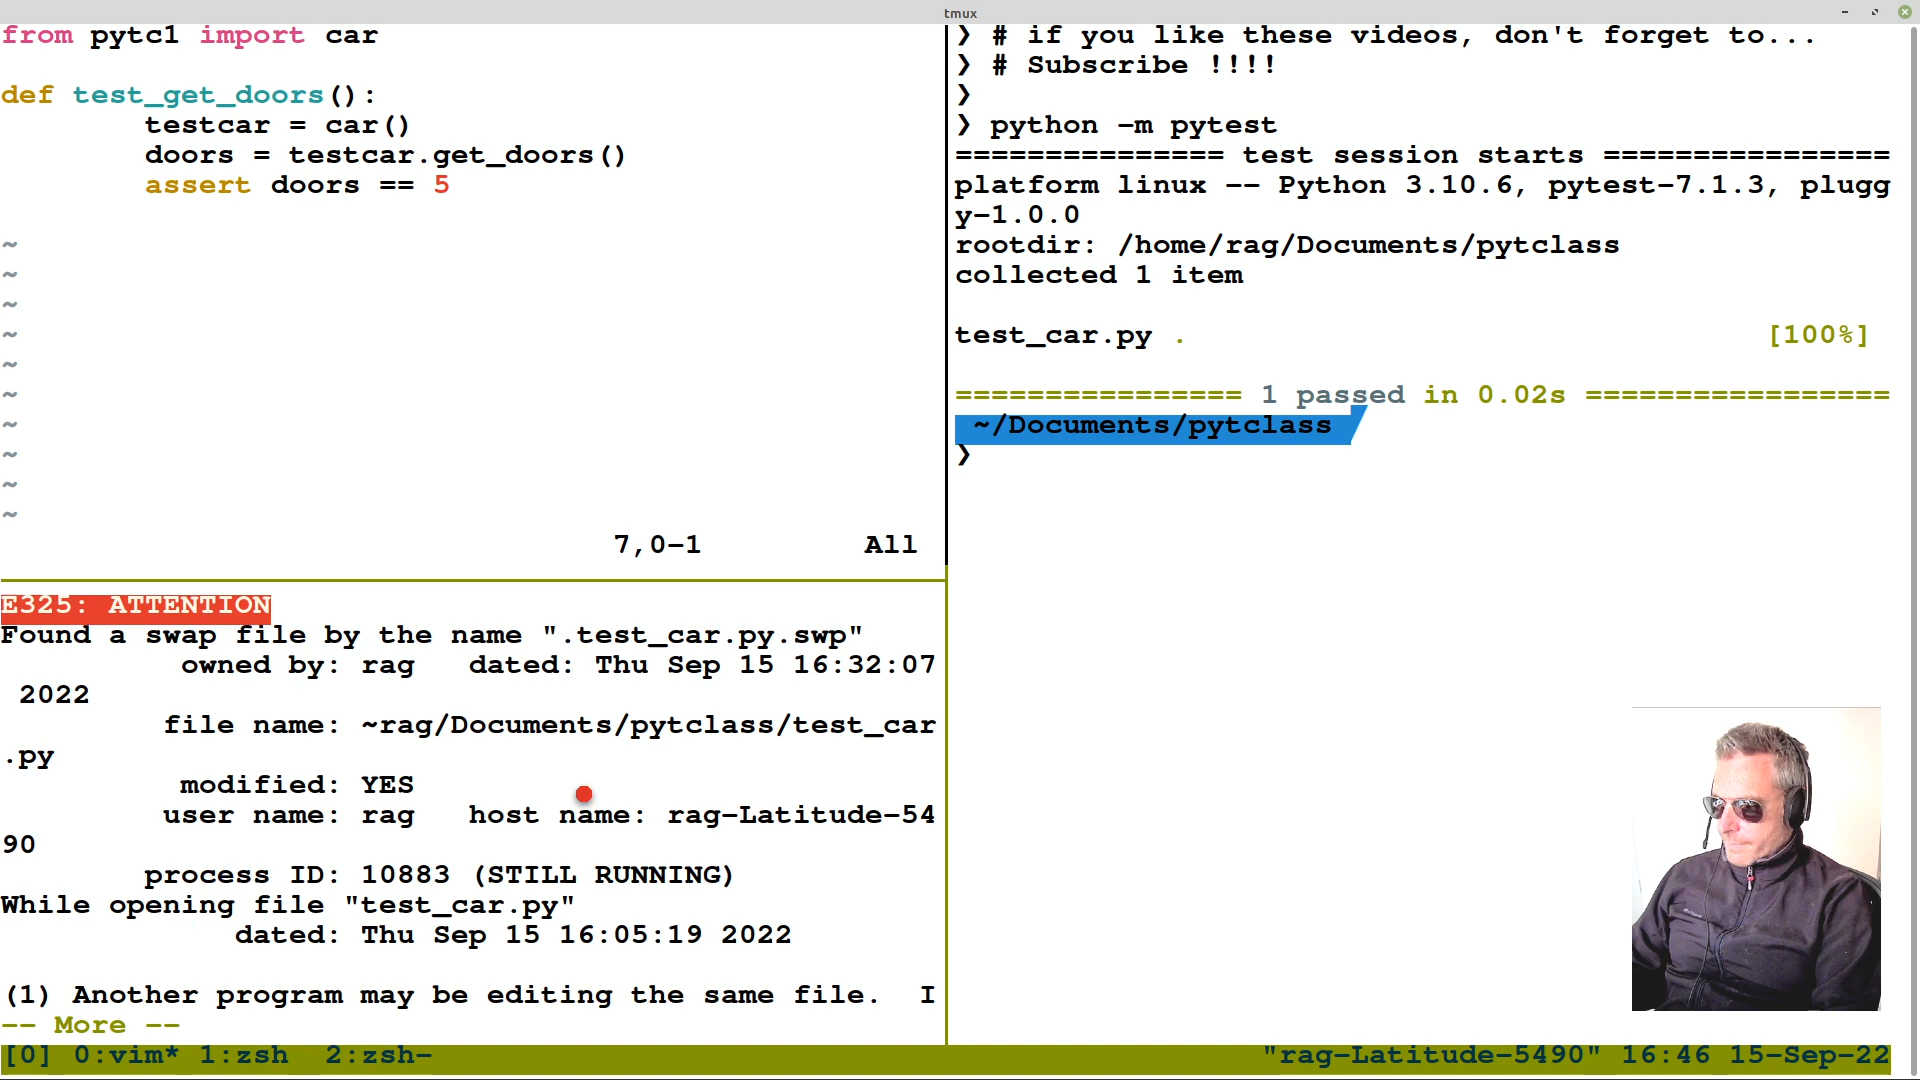 tmux
from pytc1 import car
def test_get_doors():
testcar = car()
doors = testcar.get_doors()
assert doors == 5
~
~
~
~
~
~
~
~
~
~
7,0-1 All
E325: ATTENTION
Found a swap file by the name ".test_car.py.swp"
owned by: rag dated: Thu Sep 15 16:32:07
2022
file name: ~rag/Documents/pytclass/test_car
.py
modified: YES
user name: rag host name: rag-Latitude-54
90
process ID: 10883 (STILL RUNNING)
While opening file "test_car.py"
dated: Thu Sep 15 16:05:19 2022
(1) Another program may be editing the same file. I
-- More --
❯ # if you like these videos, don't forget to...
❯ # Subscribe !!!!
❯
❯ python -m pytest
=============== test session starts ================
platform linux -- Python 3.10.6, pytest-7.1.3, plugg
y-1.0.0
rootdir: /home/rag/Documents/pytclass
collected 1 item
test_car.py . [100%]
================ 1 passed in 0.02s =================
~/Documents/pytclass
❯
[0] 0:vim* 1:zsh 2:zsh- "rag-Latitude-5490" 16:46 15-Sep-22